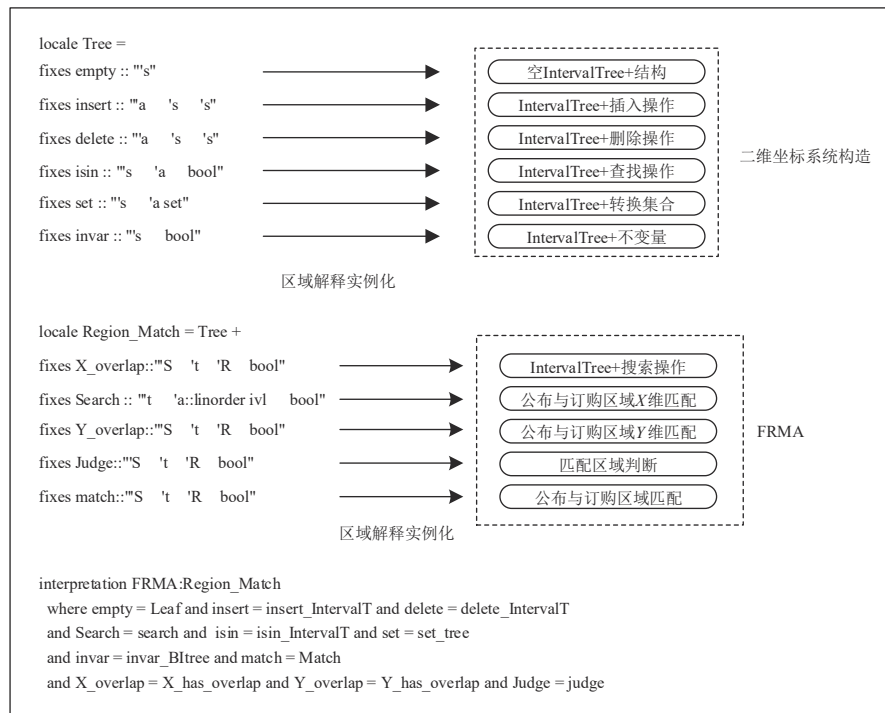 locale Tree =
fixes empty :: "'s"
空IntervalTree+结构
fixes insert :: "'a 's 's"
IntervalTree+插入操作
fixes delete :: "'a 's 's"
IntervalTree+删除操作
fixes isin :: "'s 'a bool"
IntervalTree+查找操作
fixes set :: "'s 'a set"
IntervalTree+转换集合
fixes invar :: "'s bool"
IntervalTree+不变量
二维坐标系统构造
区域解释实例化
locale Region_Match = Tree +
fixes X_overlap::"'S 't 'R bool"
IntervalTree+搜索操作
fixes Search :: "'t 'a::linorder ivl bool"
公布与订购区域X维匹配
fixes Y_overlap::"'S 't 'R bool"
公布与订购区域Y维匹配
fixes Judge::"'S 't 'R bool"
匹配区域判断
fixes match::"'S 't 'R bool"
公布与订购区域匹配
FRMA
区域解释实例化
interpretation FRMA:Region_Match
where empty = Leaf and insert = insert_IntervalT and delete = delete_IntervalT
and Search = search and isin = isin_IntervalT and set = set_tree
and invar = invar_BItree and match = Match
and X_overlap = X_has_overlap and Y_overlap = Y_has_overlap and Judge = judge